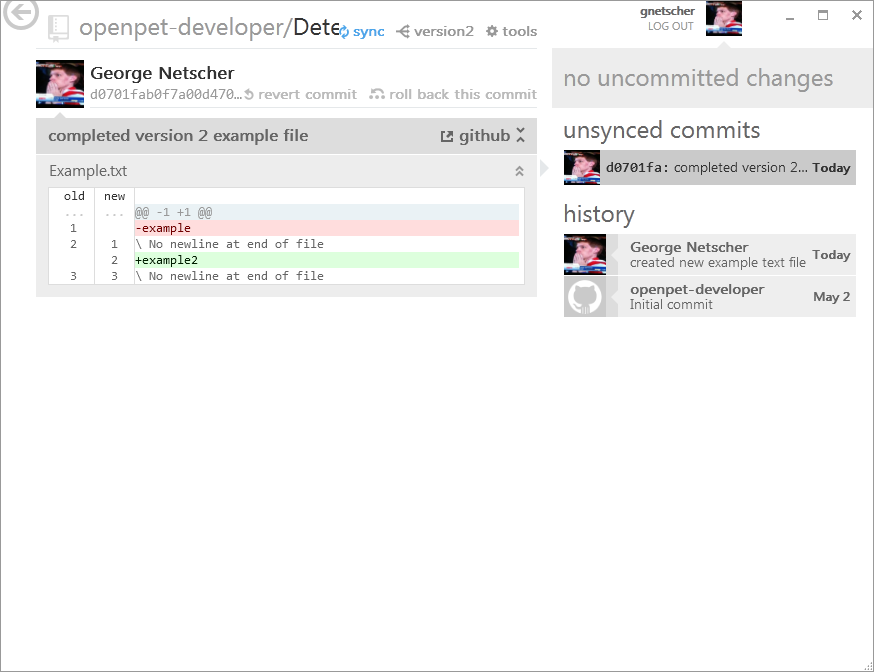 openpet-developer/Dete
sync
version2
tools
gnetscher
LOG OUT
George Netscher
d0701fab0f7a00d470...
revert commit
roll back this commit
completed version 2 example file
github
Example.txt
old new
... ... @@ -1 +1 @@
1 -example
2 1 \ No newline at end of file
2 +example2
3 3 \ No newline at end of file
no uncommitted changes
unsynced commits
d0701fa: completed version 2... Today
history
George Netscher
created new example text file
Today
openpet-developer
Initial commit
May 2